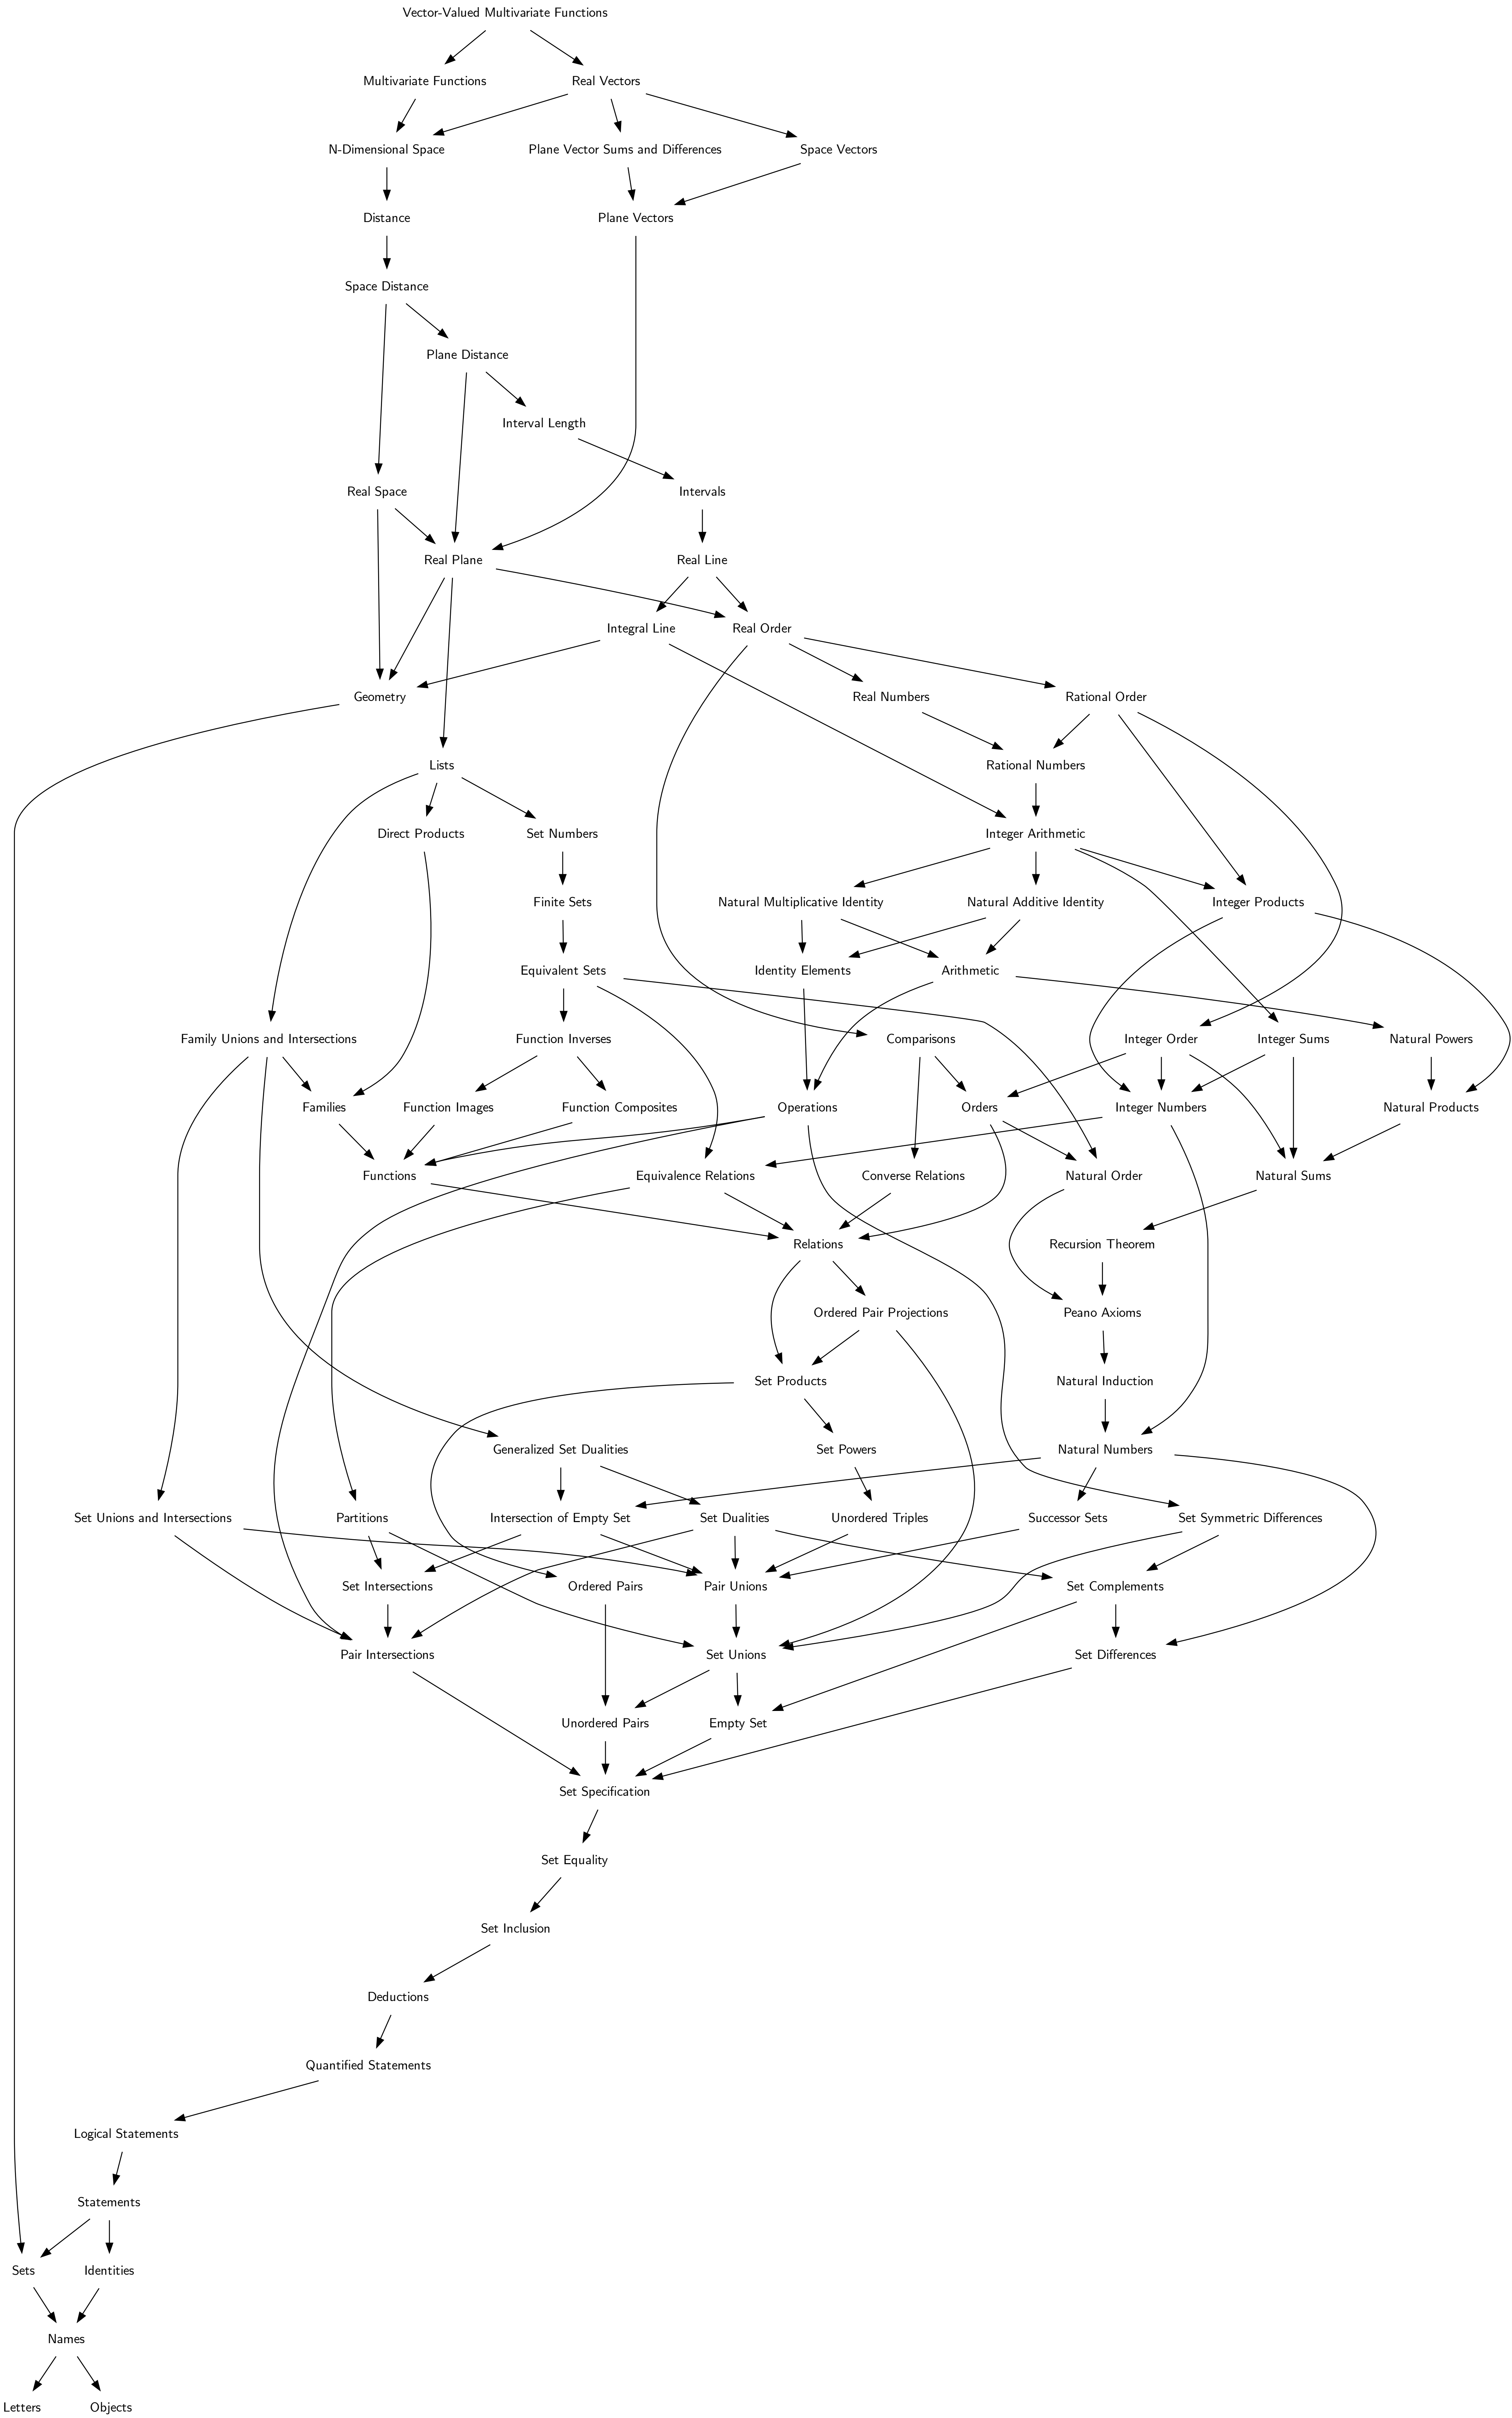 Vector-Valued Multivariate Functions
Multivariate Functions
Real Vectors
N-Dimensional Space
Plane Vector Sums and Differences
Space Vectors
Distance
Plane Vectors
Space Distance
Plane Distance
Interval Length
Real Space
Intervals
Real Plane
Real Line
Integral Line
Real Order
Geometry
Real Numbers
Rational Order
Lists
Rational Numbers
Direct Products
Set Numbers
Integer Arithmetic
Finite Sets
Natural Multiplicative Identity
Natural Additive Identity
Integer Products
Equivalent Sets
Identity Elements
Arithmetic
Family Unions and Intersections
Function Inverses
Comparisons
Integer Order
Integer Sums
Natural Powers
Families
Function Images
Function Composites
Operations
Orders
Integer Numbers
Natural Products
Functions
Equivalence Relations
Converse Relations
Natural Order
Natural Sums
Relations
Recursion Theorem
Ordered Pair Projections
Peano Axioms
Set Products
Natural Induction
Generalized Set Dualities
Set Powers
Natural Numbers
Set Unions and Intersections
Partitions
Intersection of Empty Set
Set Dualities
Unordered Triples
Successor Sets
Set Symmetric Differences
Set Intersections
Ordered Pairs
Pair Unions
Set Complements
Pair Intersections
Set Unions
Set Differences
Unordered Pairs
Empty Set
Set Specification
Set Equality
Set Inclusion
Deductions
Quantified Statements
Logical Statements
Statements
Sets
Identities
Names
Letters
Objects